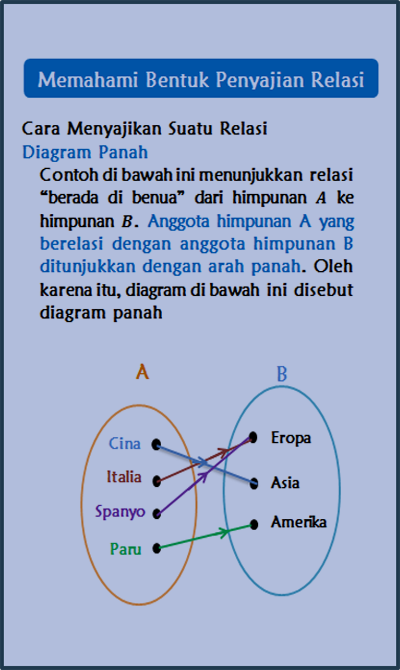 Memahami Bentuk Penyajian Relasi
Cara Menyajikan Suatu Relasi
Diagram Panah
Contoh di bawah ini menunjukkan relasi
“berada di benua” dari himpunan A ke
himpunan B. Anggota himpunan A yang
berelasi dengan anggota himpunan B
ditunjukkan dengan arah panah. Oleh
karena itu, diagram di bawah ini disebut
diagram panah
A
B
Cina
Italia
Spanyo
Paru
Eropa
Asia
Amerika